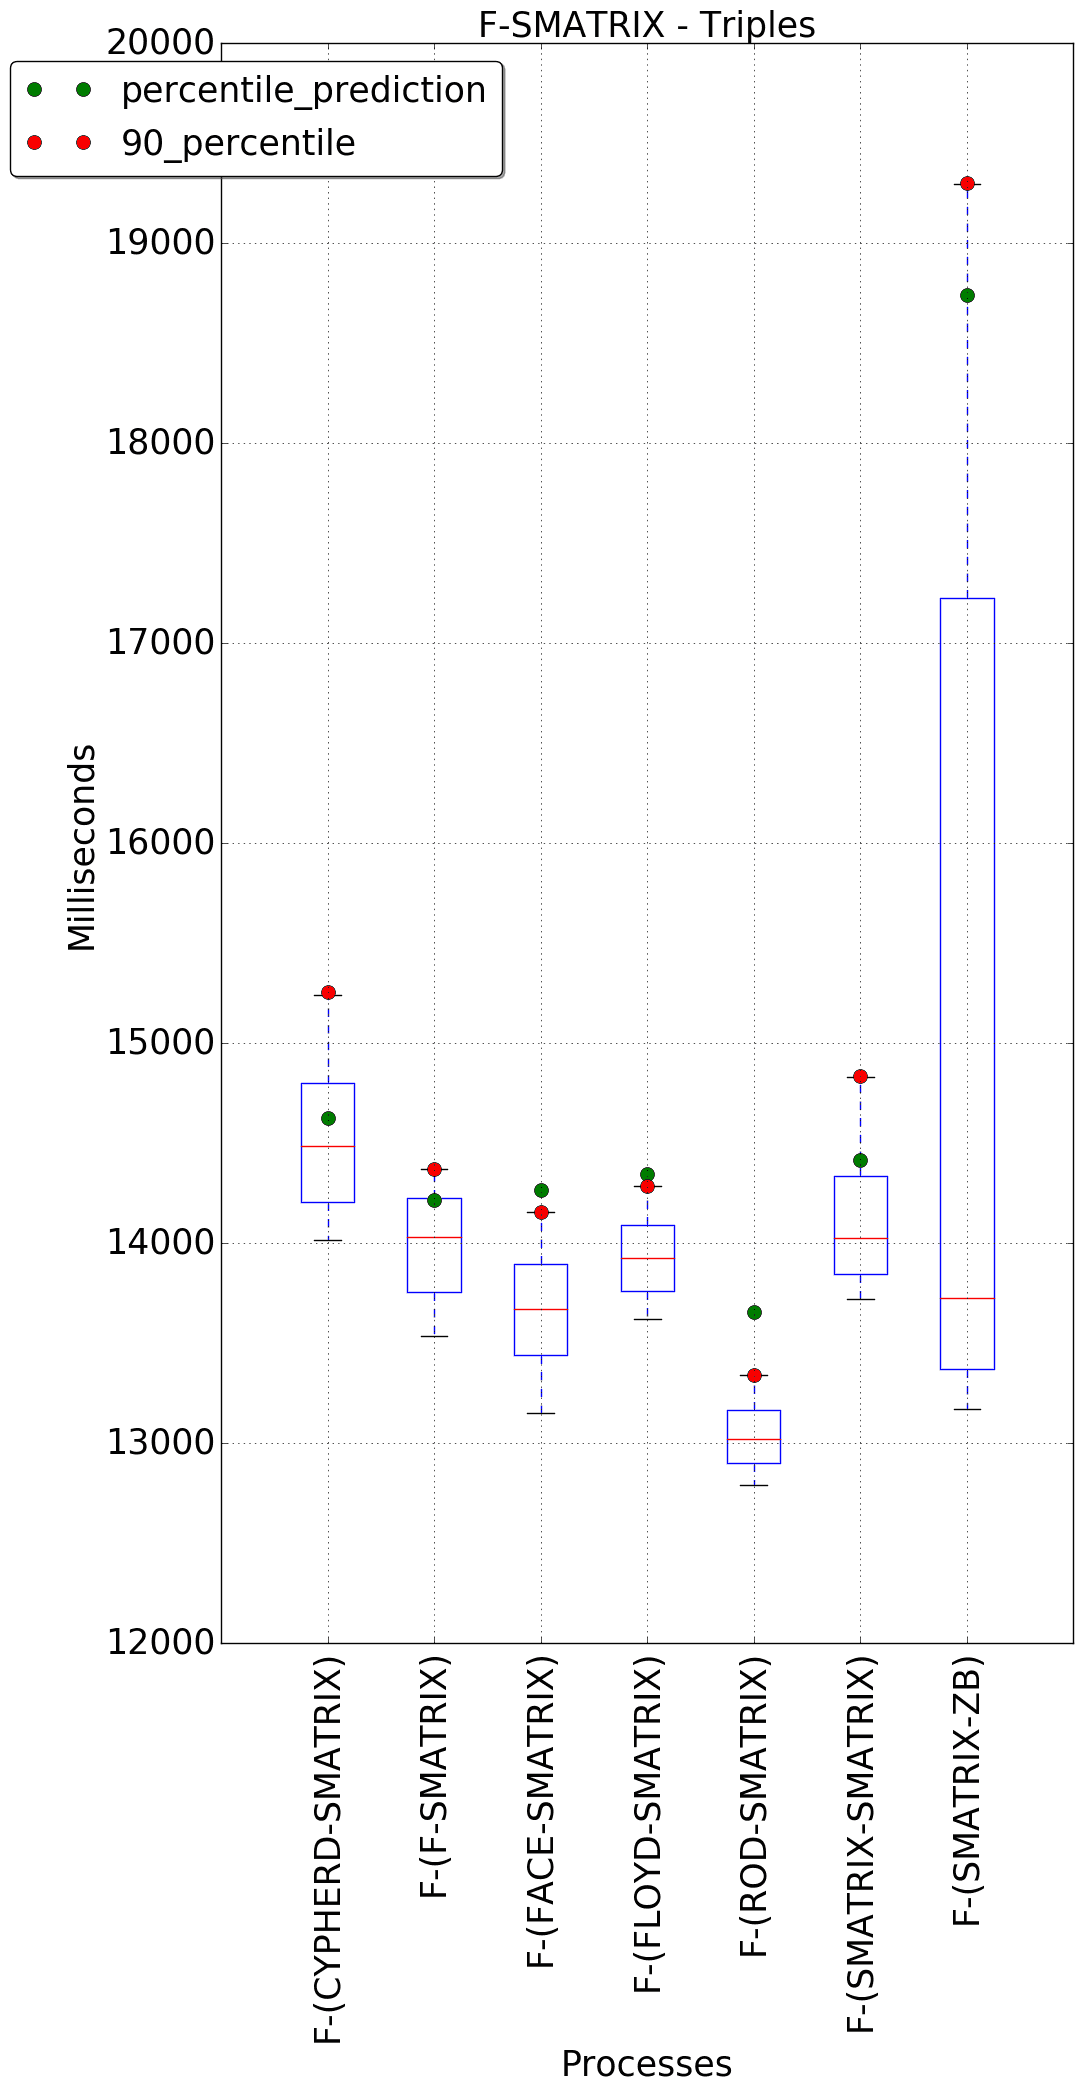 F-SMATRIX - Triples
percentile_prediction
90_percentile
20000
19000
18000
17000
16000
15000
14000
13000
12000
Milliseconds
F-(CYPHERD-SMATRIX)
F-(F-SMATRIX)
F-(FACE-SMATRIX)
F-(FLOYD-SMATRIX)
F-(ROD-SMATRIX)
F-(SMATRIX-SMATRIX)
F-(SMATRIX-ZB)
Processes